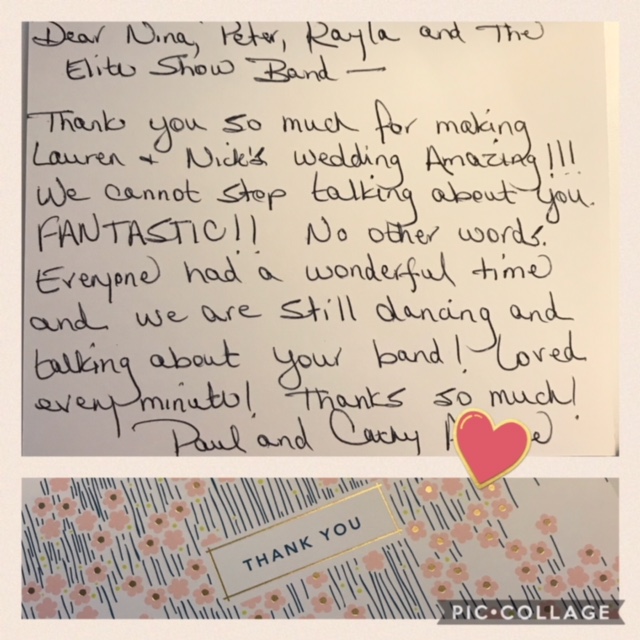 Dear Nina, Peter, Kayla and The
Elite Show Band —
Thank you so much for making
Lauren + Nick's wedding Amazing!!!
We cannot stop talking about you.
FANTASTIC!! No other words.
Everyone had a wonderful time
and we are still dancing and
talking about your band! Loved
every minute! Thanks so much!
Paul and Cathy
THANK YOU
PIC•COLLAGE